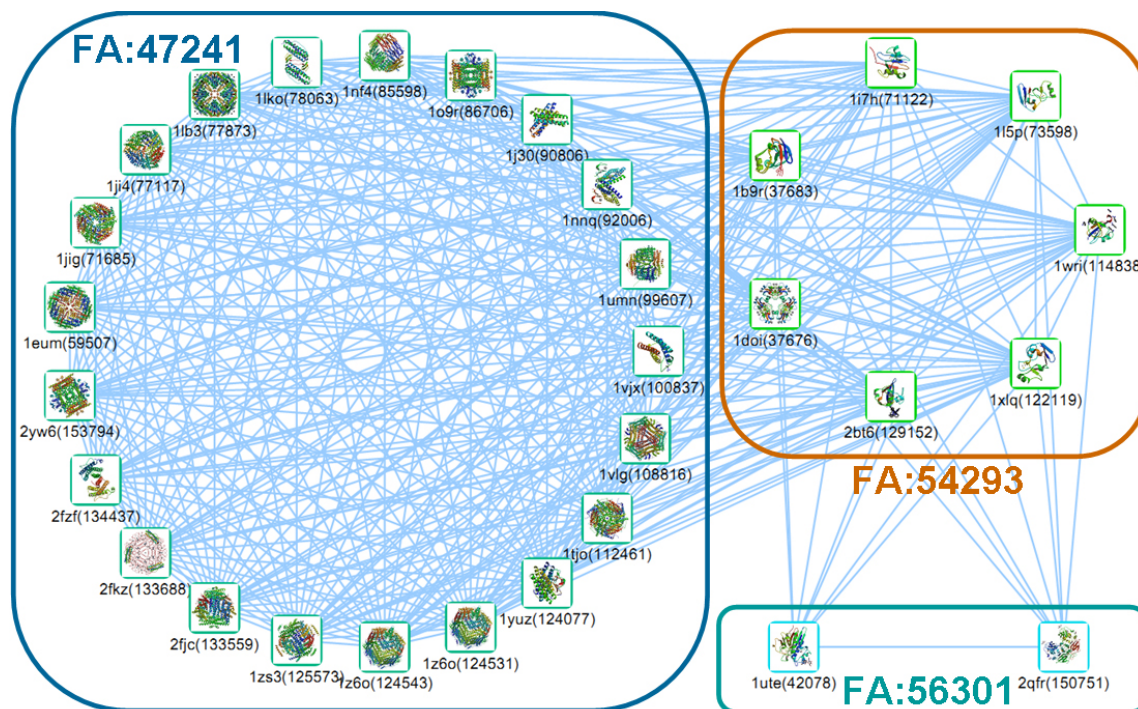 FA:47241
1lko(78063)
1nf4(85598)
1o9r(86706)
1lb3(77873)
1j30(90806)
1ji4(77117)
1nnq(92006)
1jig(71685)
1umn(99607)
1eum(59507)
1vjx(100837)
2yw6(153794)
1vlg(108816)
2fzf(134437)
1tjo(112461)
2fkz(133688)
1yuz(124077)
2fjc(133559)
1zs3(125573)
1z6o(124543)
1z6o(124531)
1i7h(71122)
1l5p(73598)
1b9r(37683)
1wri(114838
1doi(37676)
1xlq(122119)
2bt6(129152)
FA:54293
1ute(42078)
2qfr(150751)
FA:56301